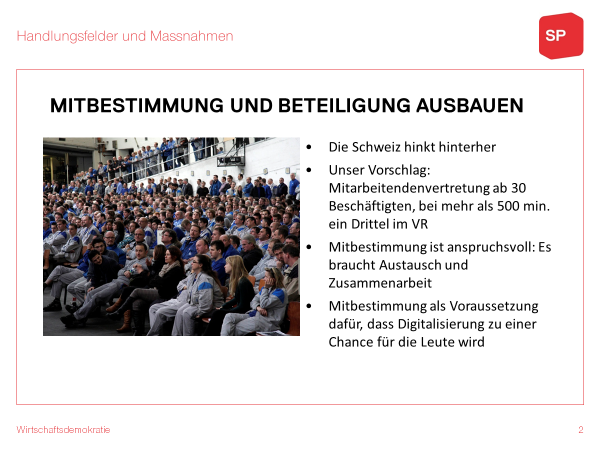 Handlungsfelder und Massnahmen
SP
MITBESTIMMUNG UND BETEILIGUNG AUSBAUEN
• Die Schweiz hinkt hinterher
• Unser Vorschlag:
Mitarbeitendenvertretung ab 30
Beschäftigten, bei mehr als 500 min.
ein Drittel im VR
• Mitbestimmung ist anspruchsvoll: Es
braucht Austausch und
Zusammenarbeit
• Mitbestimmung als Voraussetzung
dafür, dass Digitalisierung zu einer
Chance für die Leute wird
Wirtschaftsdemokratie
2